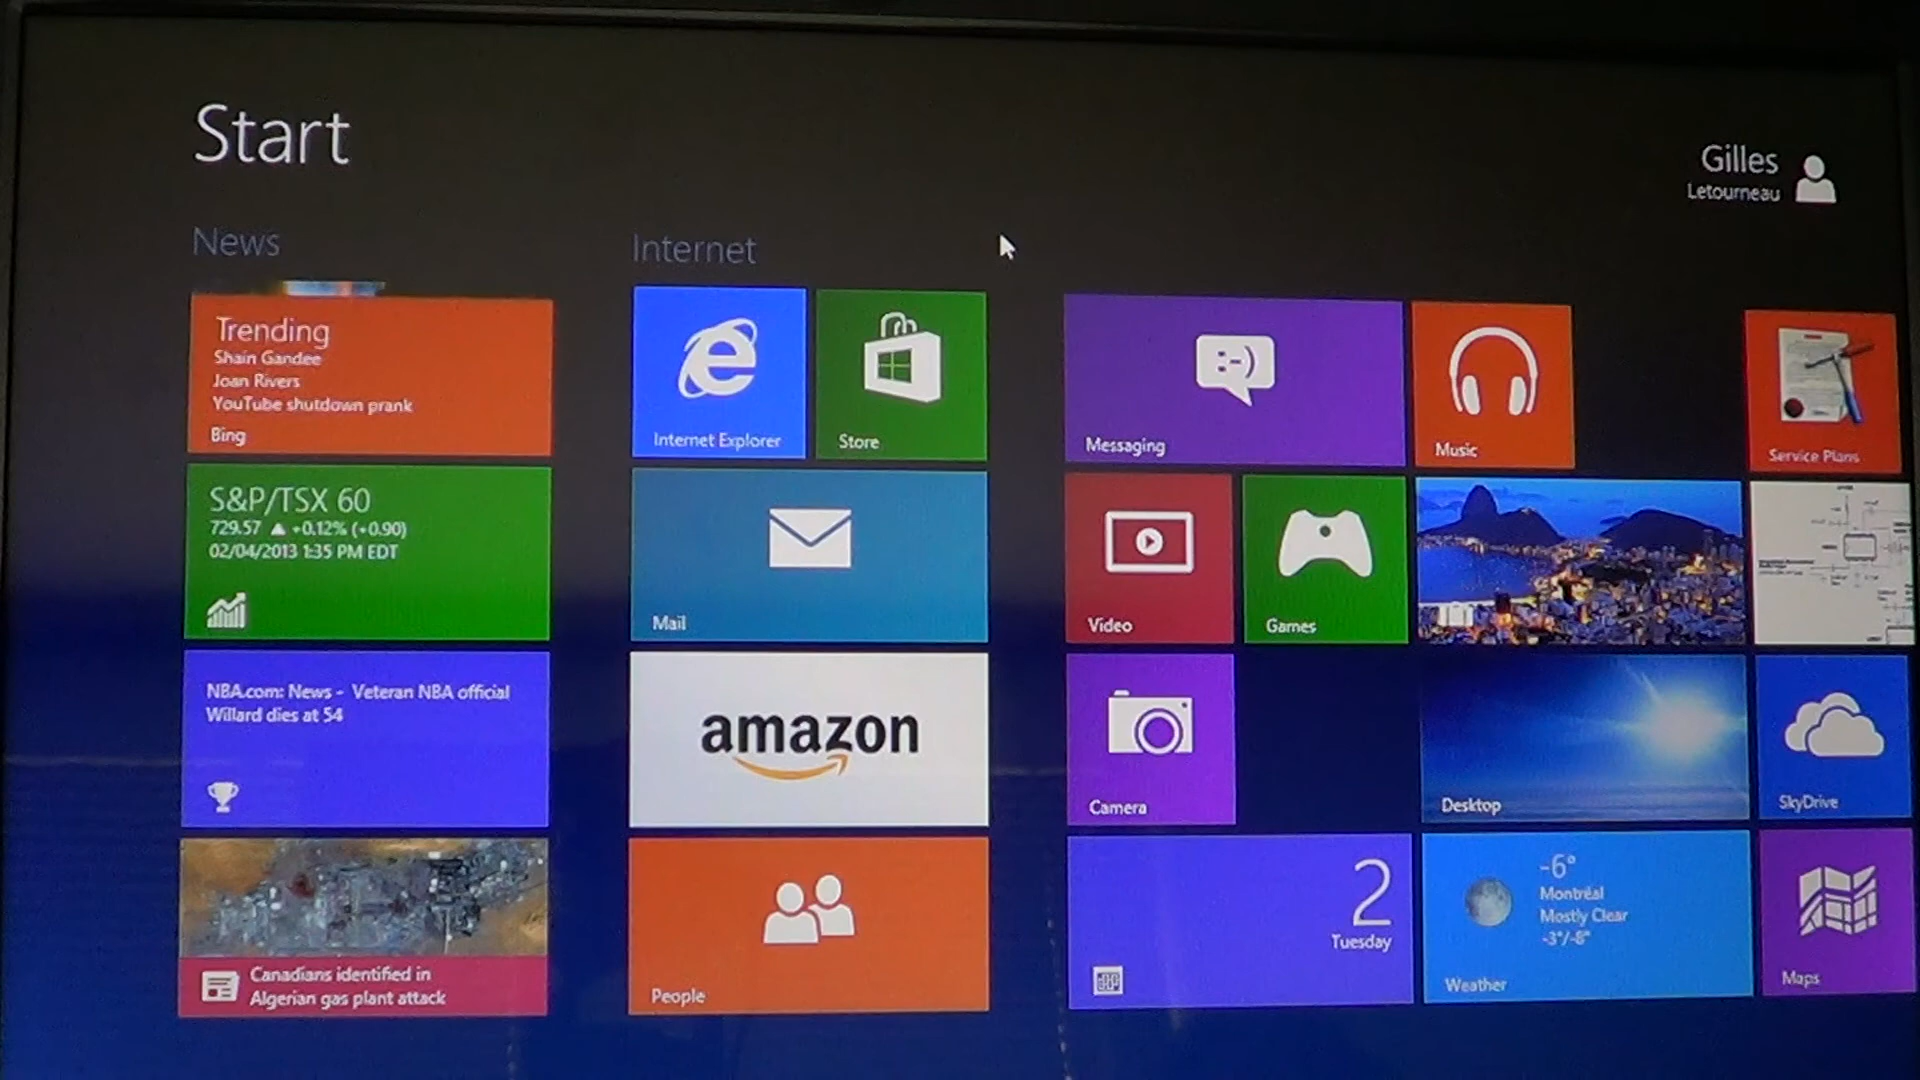 Start
Gilles
Letourneau
News
Internet
Trending
Shain Gandee
Joan Rivers
YouTube shutdown prank
Bing
S&P/TSX 60
729.57 ▲ +0.12% (+0.90)
02/04/2013 1:35 PM EDT
NBA.com: News - Veteran NBA official
Willard dies at 54
Canadians identified in
Algerian gas plant attack
Internet Explorer
Store
Mail
amazon
People
Messaging
Music
Service Plans
Video
Games
Camera
Desktop
SkyDrive
2
Tuesday
-6°
Montréal
Mostly Clear
-3°/-8°
Weather
Maps